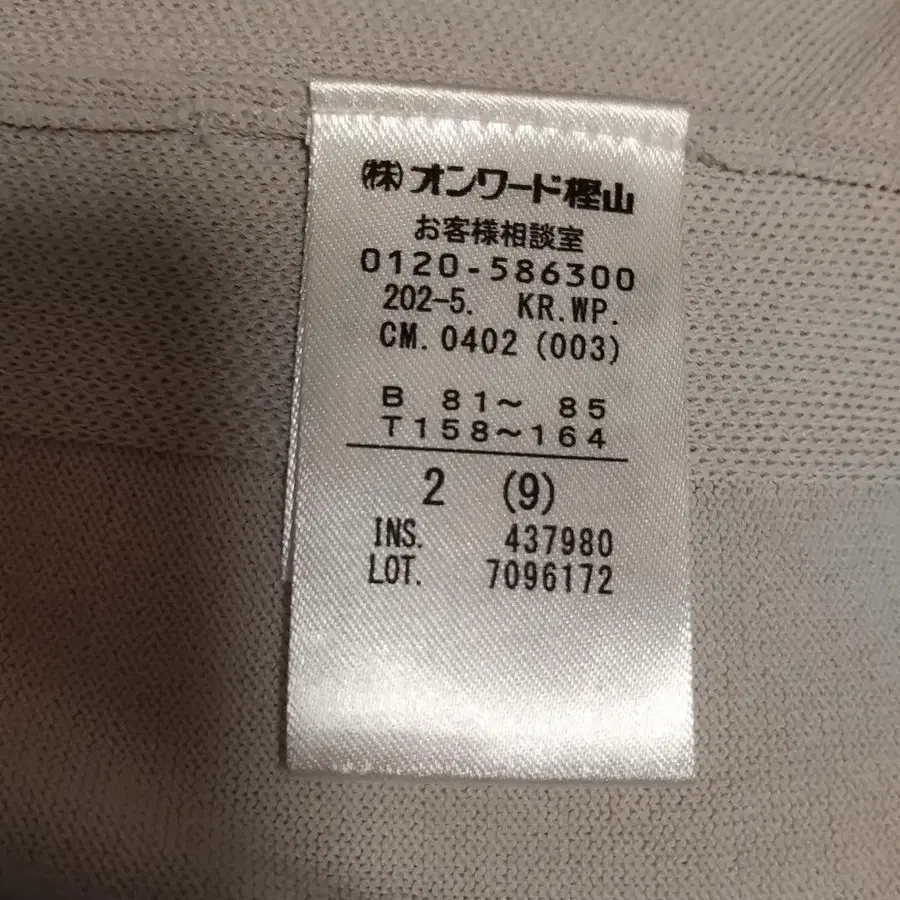 ㈱オンワード樫山
お客様相談室
0120-586300
202-5. KR.WP.
CM.0402(003)
B 81〜 85
T158〜164
2 (9)
INS. 437980
LOT. 7096172